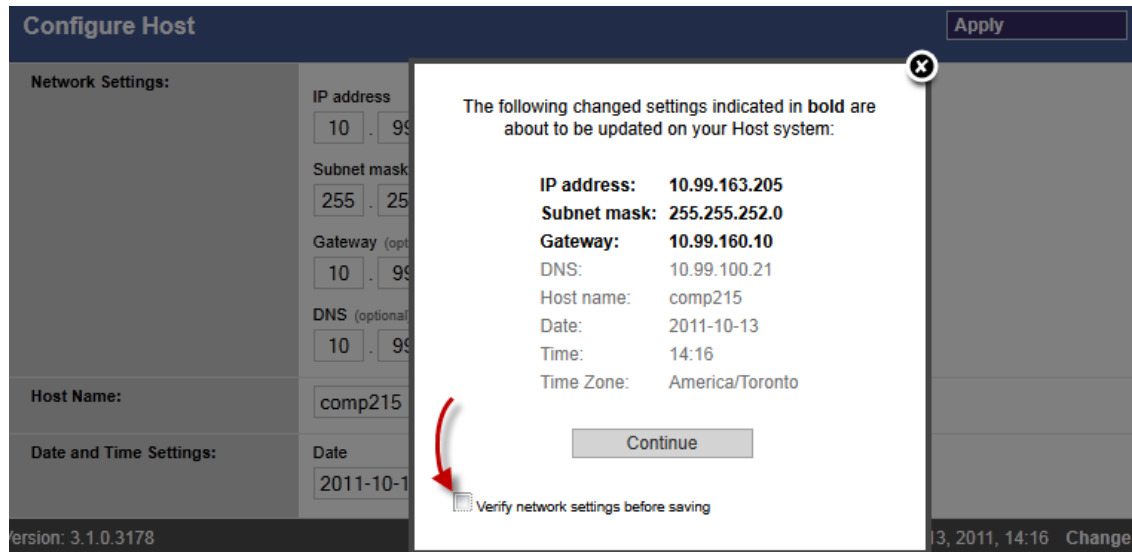 Configure Host
Apply
Network Settings:
IP address
10 . 99
Subnet mask
255 . 25
Gateway (opt
10 . 99
DNS (optional
10 . 99
Host Name:
comp215
Date and Time Settings:
Date
2011-10-1
The following changed settings indicated in bold are
about to be updated on your Host system:
IP address: 10.99.163.205
Subnet mask: 255.255.252.0
Gateway: 10.99.160.10
DNS: 10.99.100.21
Host name: comp215
Date: 2011-10-13
Time: 14:16
Time Zone: America/Toronto
Continue
Verify network settings before saving
ersion: 3.1.0.3178
13, 2011, 14:16 Change